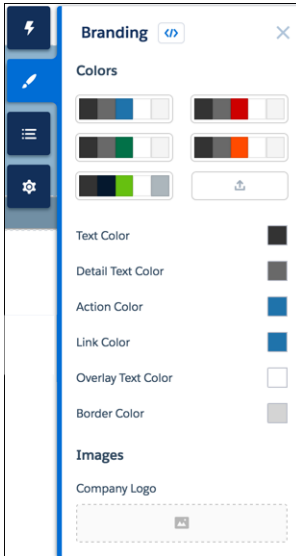 Branding </>
Colors
Text Color
Detail Text Color
Action Color
Link Color
Overlay Text Color
Border Color
Images
Company Logo